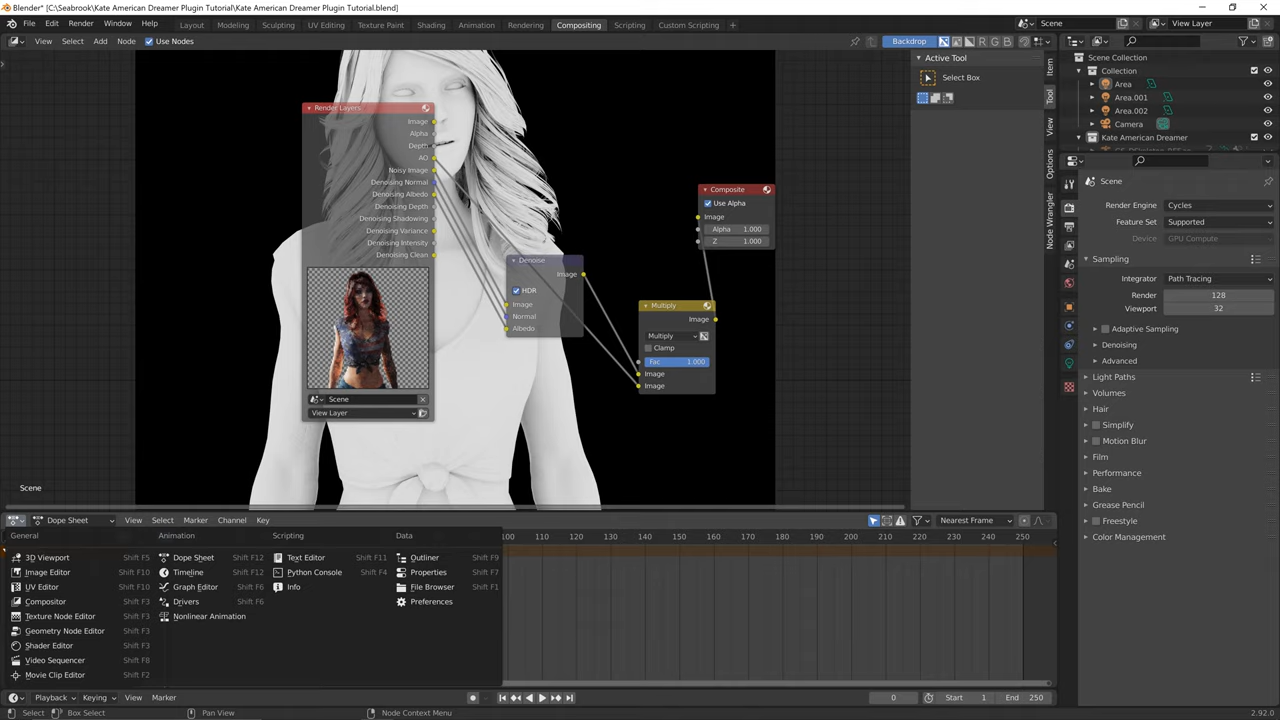 Blender* [C:\Seabrook\Kate American Dreamer Plugin Tutorial\Kate American Dreamer Plugin Tutorial.blend]
File Edit Render Window Help Layout Modeling Sculpting UV Editing Texture Paint Shading Animation Rendering Compositing Scripting Custom Scripting Scene View Layer
View Select Add Node Use Nodes Backdrop R G B
Active Tool
Select Box
Item
Tool
View
Options
Node Wrangler
Render Layers
Image
Alpha
Depth
AO
Noisy Image
Denoising Normal
Denoising Albedo
Denoising Depth
Denoising Shadowing
Denoising Variance
Denoising Intensity
Denoising Clean
Scene
View Layer
Denoise
Image
HDR
Image
Normal
Albedo
Multiply
Image
Multiply
Clamp
Fac 1.000
Image
Image
Composite
Use Alpha
Image
Alpha 1.000
Z 1.000
Scene
Scene Collection
Collection
Area
Area.001
Area.002
Camera
Kate American Dreamer
Scene
Render Engine Cycles
Feature Set Supported
Device GPU Compute
Sampling
Integrator Path Tracing
Render 128
Viewport 32
Adaptive Sampling
Denoising
Advanced
Light Paths
Volumes
Hair
Simplify
Motion Blur
Film
Performance
Bake
Grease Pencil
Freestyle
Color Management
Dope Sheet View Select Marker Channel Key Nearest Frame
General Animation Scripting Data
3D Viewport Shift F5 Dope Sheet Shift F12 Text Editor Shift F11 Outliner Shift F9
Image Editor Shift F10 Timeline Shift F12 Python Console Shift F4 Properties Shift F7
UV Editor Shift F10 Graph Editor Shift F6 Info File Browser Shift F1
Compositor Shift F3 Drivers Shift F6 Preferences
Texture Node Editor Shift F3 Nonlinear Animation
Geometry Node Editor Shift F3
Shader Editor Shift F3
Video Sequencer Shift F8
Movie Clip Editor Shift F2
100 110 120 130 140 150 160 170 180 190 200 210 220 230 240 250
Playback Keying View Marker 0 Start 1 End 250
Select Box Select Pan View Node Context Menu 2.92.0